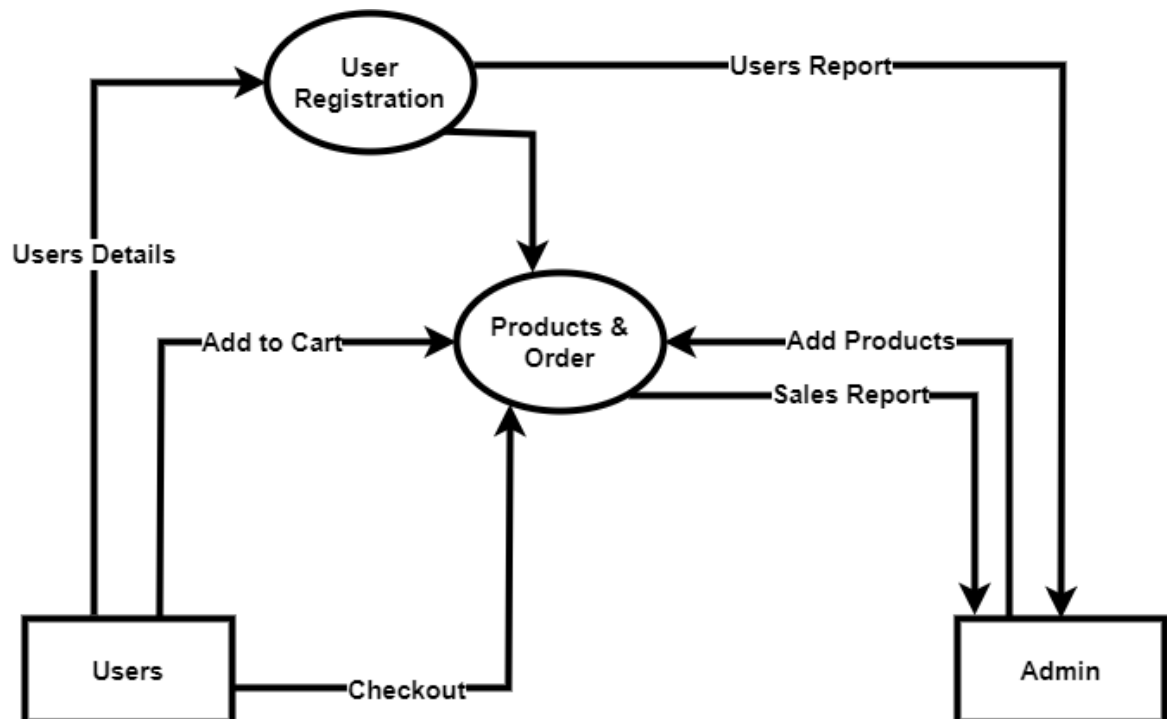 User
Registration
Users Report
Users Details
Products &
Order
Add to Cart
Add Products
Sales Report
Users
Checkout
Admin